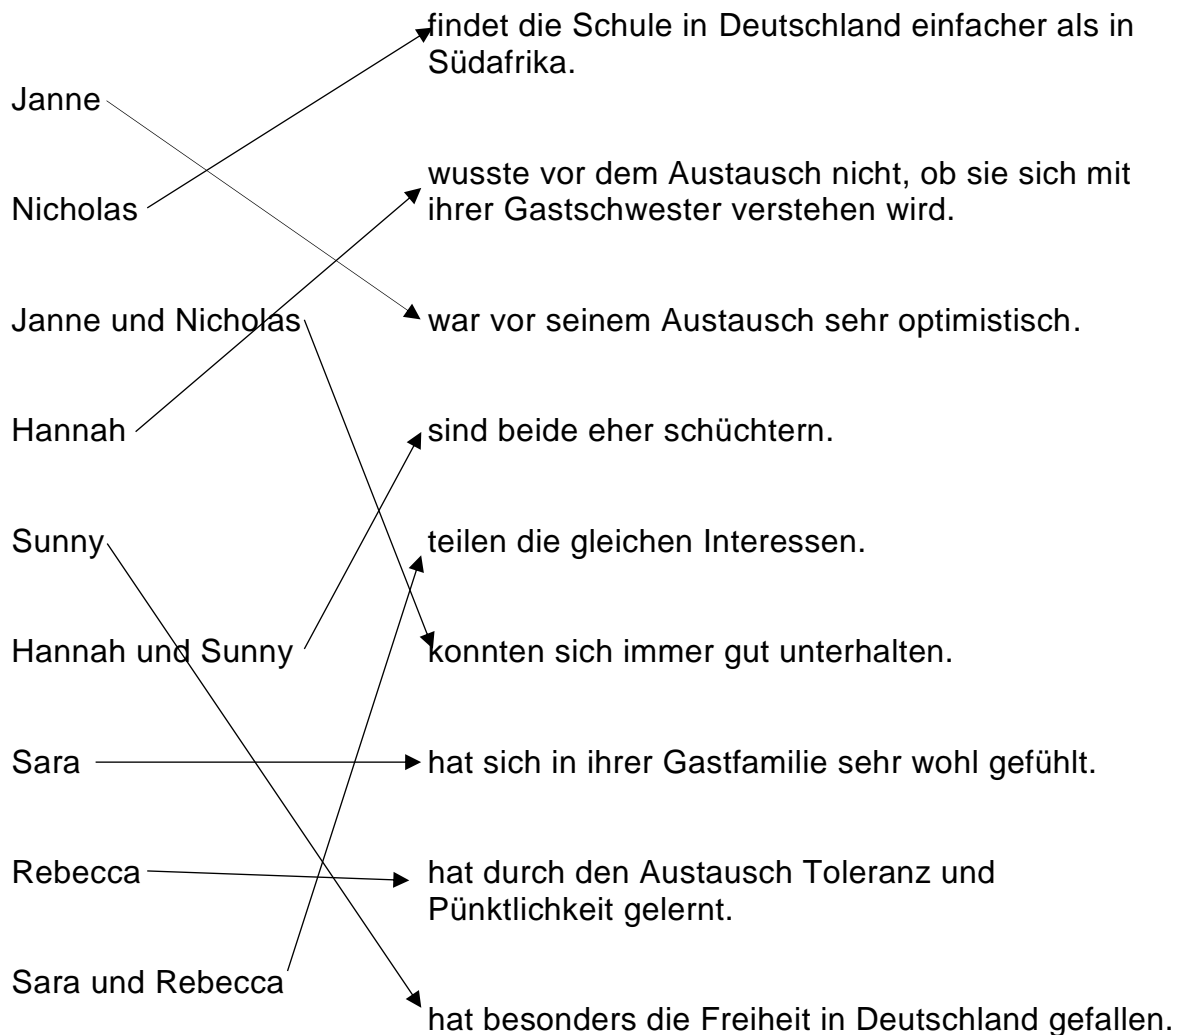 findet die Schule in Deutschland einfacher als in
Südafrika.
Janne
wusste vor dem Austausch nicht, ob sie sich mit
Nicholas
ihrer Gastschwester verstehen wird.
Janne und Nicholas
war vor seinem Austausch sehr optimistisch.
Hannah
sind beide eher schüchtern.
Sunny
teilen die gleichen Interessen.
Hannah und Sunny
konnten sich immer gut unterhalten.
Sara
hat sich in ihrer Gastfamilie sehr wohl gefühlt.
Rebecca
hat durch den Austausch Toleranz und
Pünktlichkeit gelernt.
Sara und Rebecca
hat besonders die Freiheit in Deutschland gefallen.